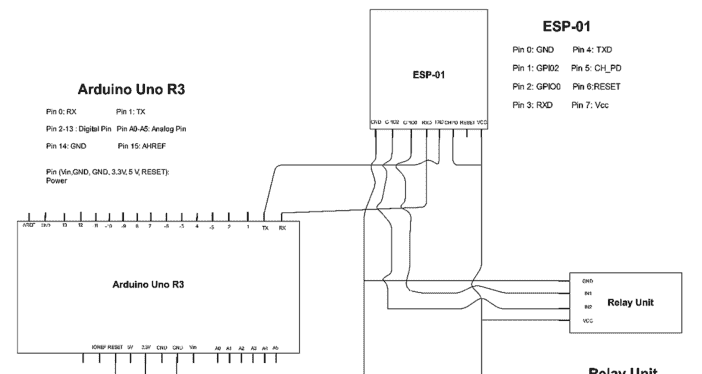 ESP-01
Pin 0: GND Pin 4: TXD
Pin 1: GPI02 Pin 5: CH_PD
Pin 2: GPIO0 Pin 6:RESET
Pin 3: RXD Pin 7: Vcc
ESP-01
GND RXD TXD CHPD RESET VCC
Arduino Uno R3
Pin 0: RX Pin 1: TX
Pin 2-13 : Digital Pin Pin A0-A5: Analog Pin
Pin 14: GND Pin 15: AHREF
Pin (Vin,GND, GND, 3.3V, 5 V, RESET):
Power
AREF GND 13 12 11 -10 -9 8 7 -6 -5 4 -3 2 1 TX RX
Arduino Uno R3
IOREF RESET 5V 3.3V GND GND Vin A0 A1 A2 A3 A4 A5
GND
IN1
IN2
VCC
Relay Unit
Relay Unit